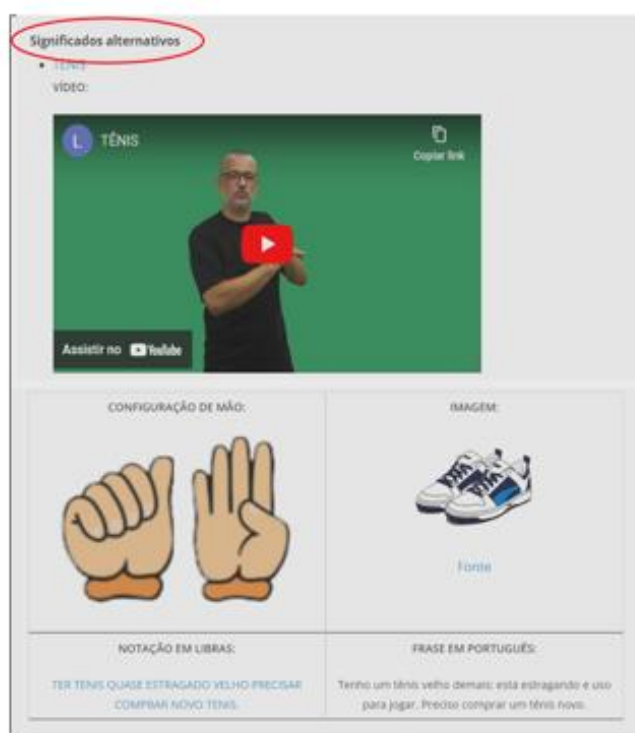 Significados alternativos
• TÊNIS
VÍDEO:
L TÊNIS
Copiar link
Assistir no YouTube
CONFIGURAÇÃO DE MÃO:
IMAGEM:
Fonte
NOTAÇÃO EM LIBRAS:
FRASE EM PORTUGUÊS:
TER TENIS QUASE ESTRAGADO VELHO PRECISAR
COMPRAR NOVO TENIS.
Tenho um tênis velho demais; está estragando e uso
para jogar. Preciso comprar um tênis novo.